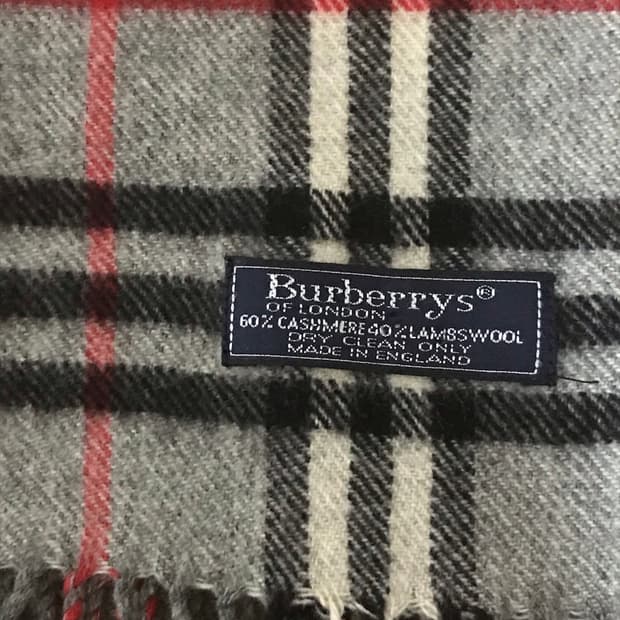 Burberrys®
OF LONDON
60% CASHMERE 40% LAMBSWOOL
DRY CLEAN ONLY
MADE IN ENGLAND